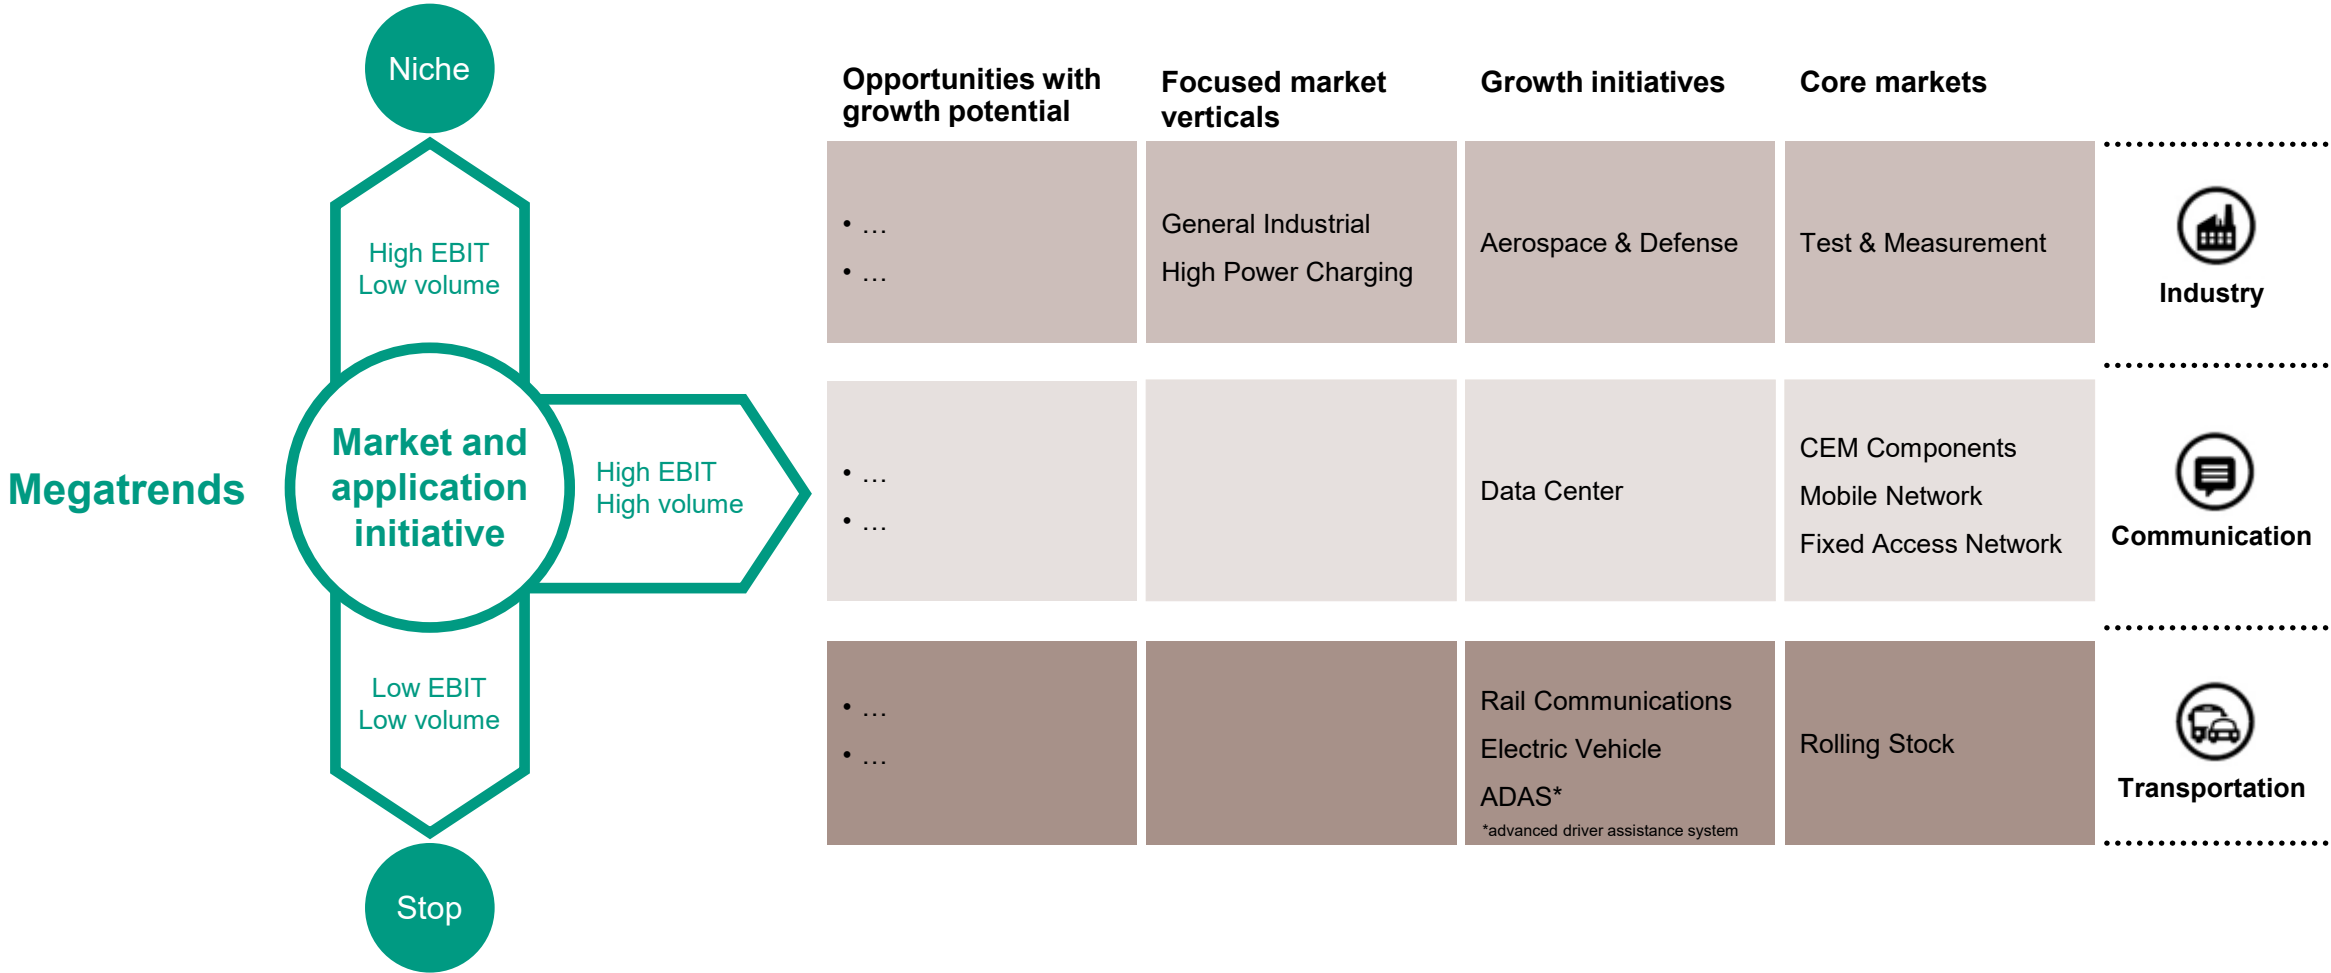 Niche
High EBIT
Low volume
Megatrends
Market and
application
initiative
High EBIT
High volume
Low EBIT
Low volume
Stop
Opportunities with
growth potential
Focused market
verticals
Growth initiatives
Core markets
• …
• …
General Industrial
High Power Charging
Aerospace & Defense
Test & Measurement
Industry
• …
• …
Data Center
CEM Components
Mobile Network
Fixed Access Network
Communication
• …
• …
Rail Communications
Electric Vehicle
ADAS*
*advanced driver assistance system
Rolling Stock
Transportation